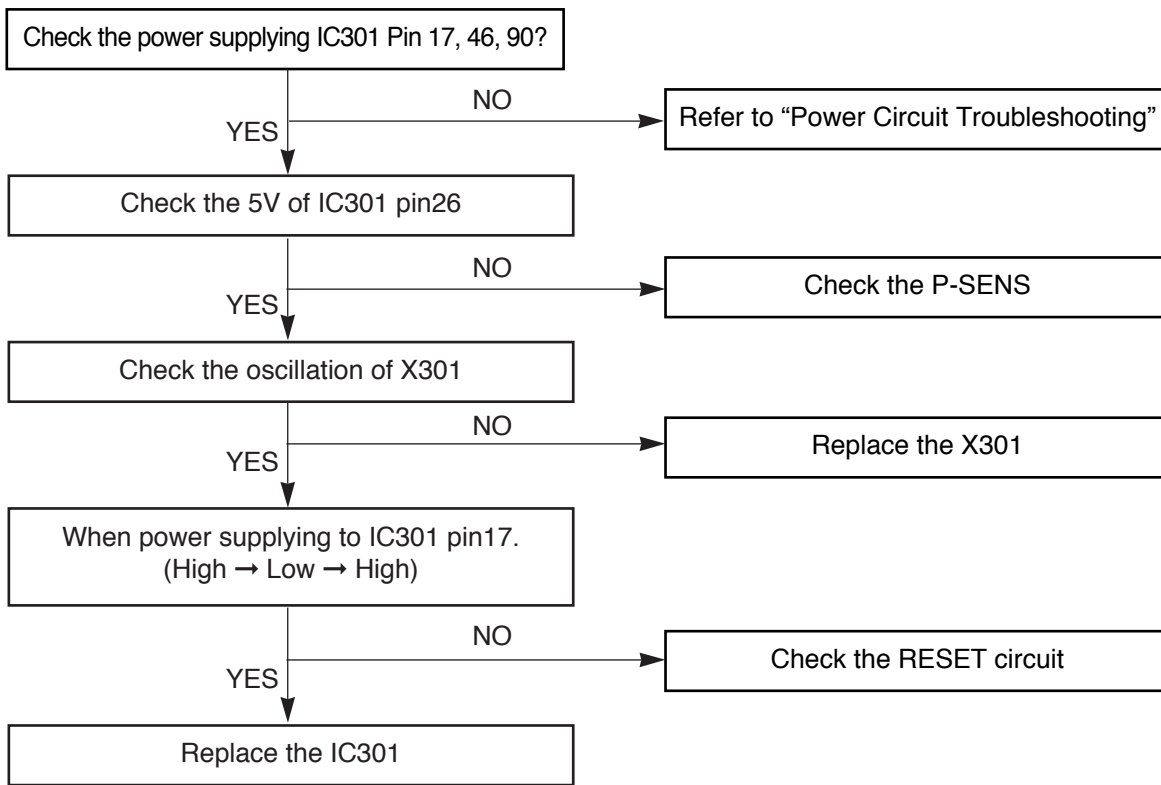 Check the power supplying IC301 Pin 17, 46, 90?
NO
YES
Refer to “Power Circuit Troubleshooting”
Check the 5V of IC301 pin26
NO
YES
Check the P-SENS
Check the oscillation of X301
NO
YES
Replace the X301
When power supplying to IC301 pin17.
(High → Low → High)
NO
YES
Check the RESET circuit
Replace the IC301